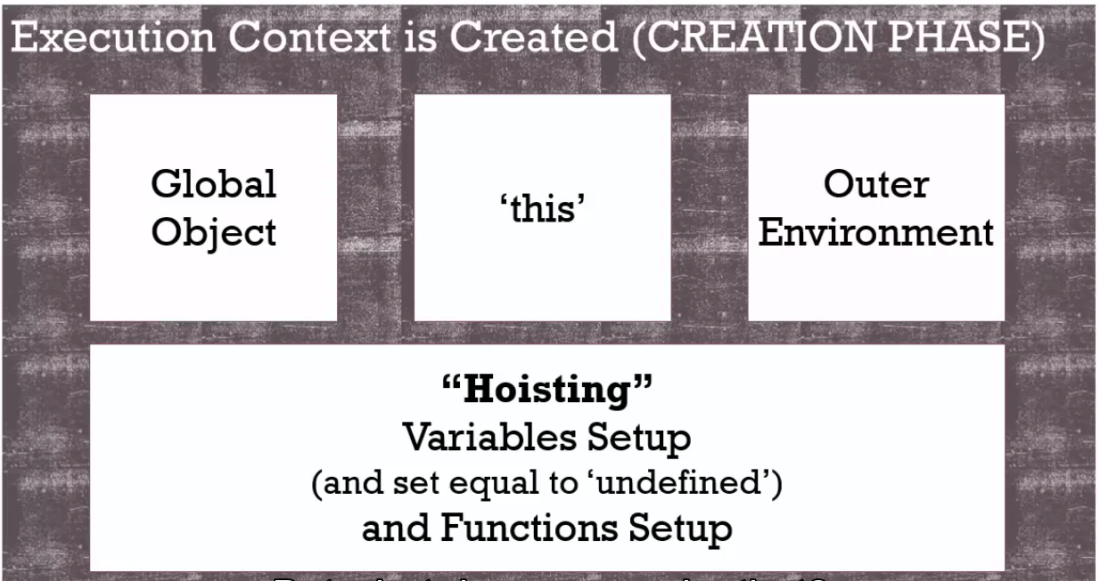 Execution Context is Created (CREATION PHASE)
Global
Object
‘this’
Outer
Environment
“Hoisting”
Variables Setup
(and set equal to ‘undefined’)
and Functions Setup